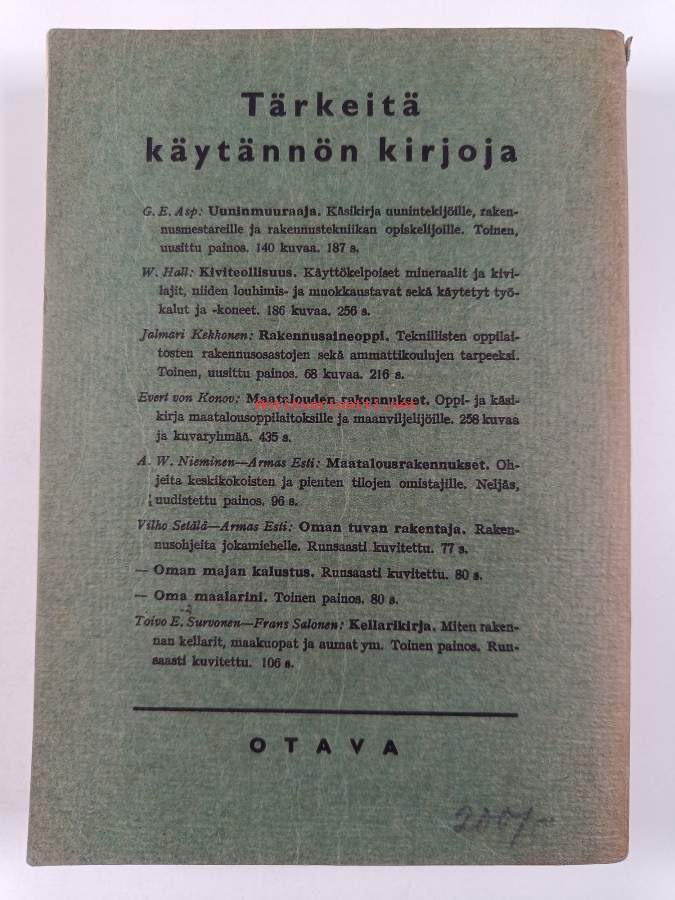 Tärkeitä
käytännön kirjoja
G. E. Asp: Uuninmuuraaja. Käsikirja uunintekijöille, raken-
nusmestareille ja rakennustekniikan opiskelijoille. Toinen,
uusittu painos. 140 kuvaa. 187 s.
W. Hall: Kiviteollisuus. Käyttökelpoiset mineraalit ja kivi-
lajit, niiden louhimis- ja muokkaustavat sekä käytetyt työ-
kalut ja -koneet. 186 kuvaa. 256 s.
Jalmari Kekkonen: Rakennusaineoppi. Teknillisten oppilai-
tosten rakennusosastojen sekä ammattikoulujen tarpeeksi.
Toinen, uusittu painos. 68 kuvaa. 216 s.
Evert von Konov: Maatalouden rakennukset. Oppi- ja käsi-
kirja maatalousoppilaitoksille ja maanviljelijöille. 258 kuvaa
ja kuvaryhmää. 435 s.
A. W. Nieminen—Armas Esti: Maatalousrakennukset. Oh-
jeita keskikokoisten ja pienten tilojen omistajille. Neljäs,
uudistettu painos. 96 s.
Vilho Setälä—Armas Esti: Oman tuvan rakentaja. Raken-
nusohjeita jokamiehelle. Runsaasti kuvitettu. 77 s.
— Oman majan kalustus. Runsaasti kuvitettu. 80 s.
— Oma maalarini. Toinen painos. 80 s.
Toivo E. Survonen—Frans Salonen: Kellarikirja. Miten raken-
nan kellarit, maakuopat ja aumat ym. Toinen painos. Run-
saasti kuvitettu. 106 s.
OTAVA
200/-